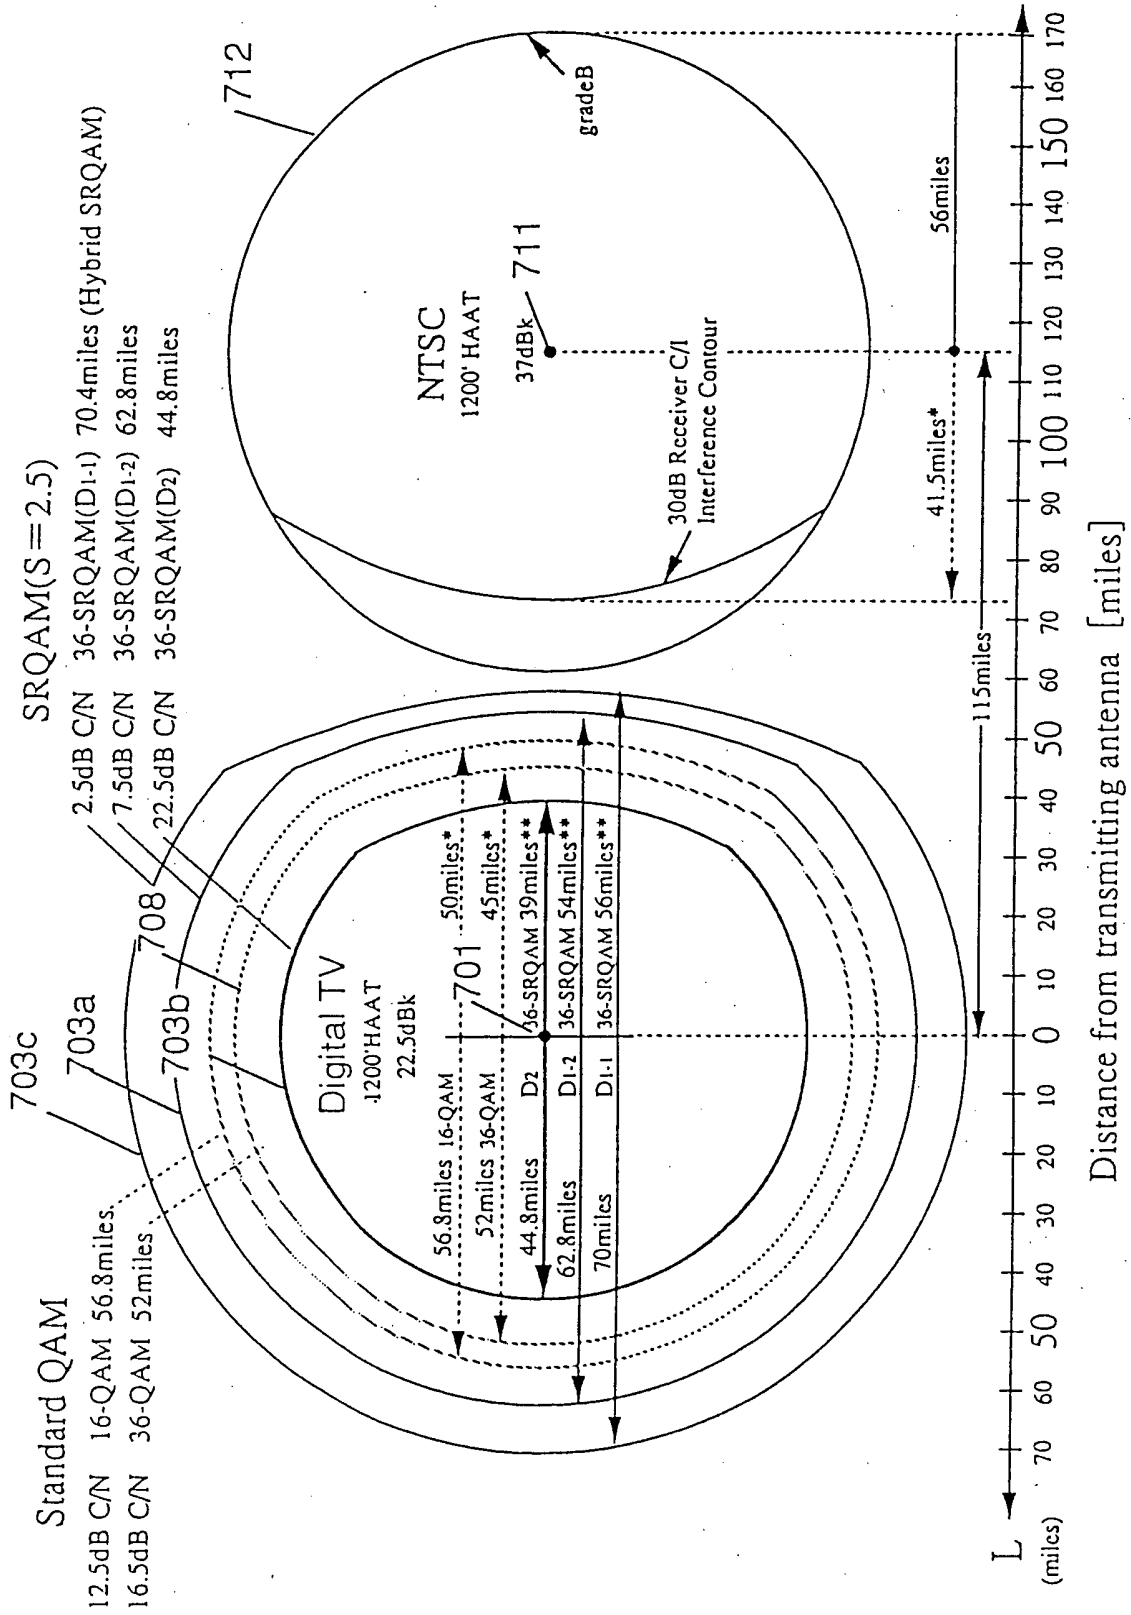 Standard QAM
12.5dB C/N 16-QAM 56.8miles
16.5dB C/N 36-QAM 52miles
SRQAM(S=2.5)
2.5dB C/N 36-SRQAM(D1-1) 70.4miles (Hybrid SRQAM)
7.5dB C/N 36-SRQAM(D1-2) 62.8miles
22.5dB C/N 36-SRQAM(D2) 44.8miles
703c
703a
703b
708
712
Digital TV
1200'HAAT
22.5dBk
701
56.8miles 16-QAM 50miles*
52miles 36-QAM 45miles*
44.8miles D2 36-SRQAM 39miles**
62.8miles D1-2 36-SRQAM 54miles**
70miles D1-1 36-SRQAM 56miles**
NTSC
1200'HAAT
37dBk
711
gradeB
30dB Receiver C/I
Interference Contour
41.5miles*
56miles
115miles
L
(miles)
70 60 50 40 30 20 10 0 10 20 30 40 50 60 70 80 90 100 110 120 130 140 150 160 170
Distance from transmitting antenna [miles]